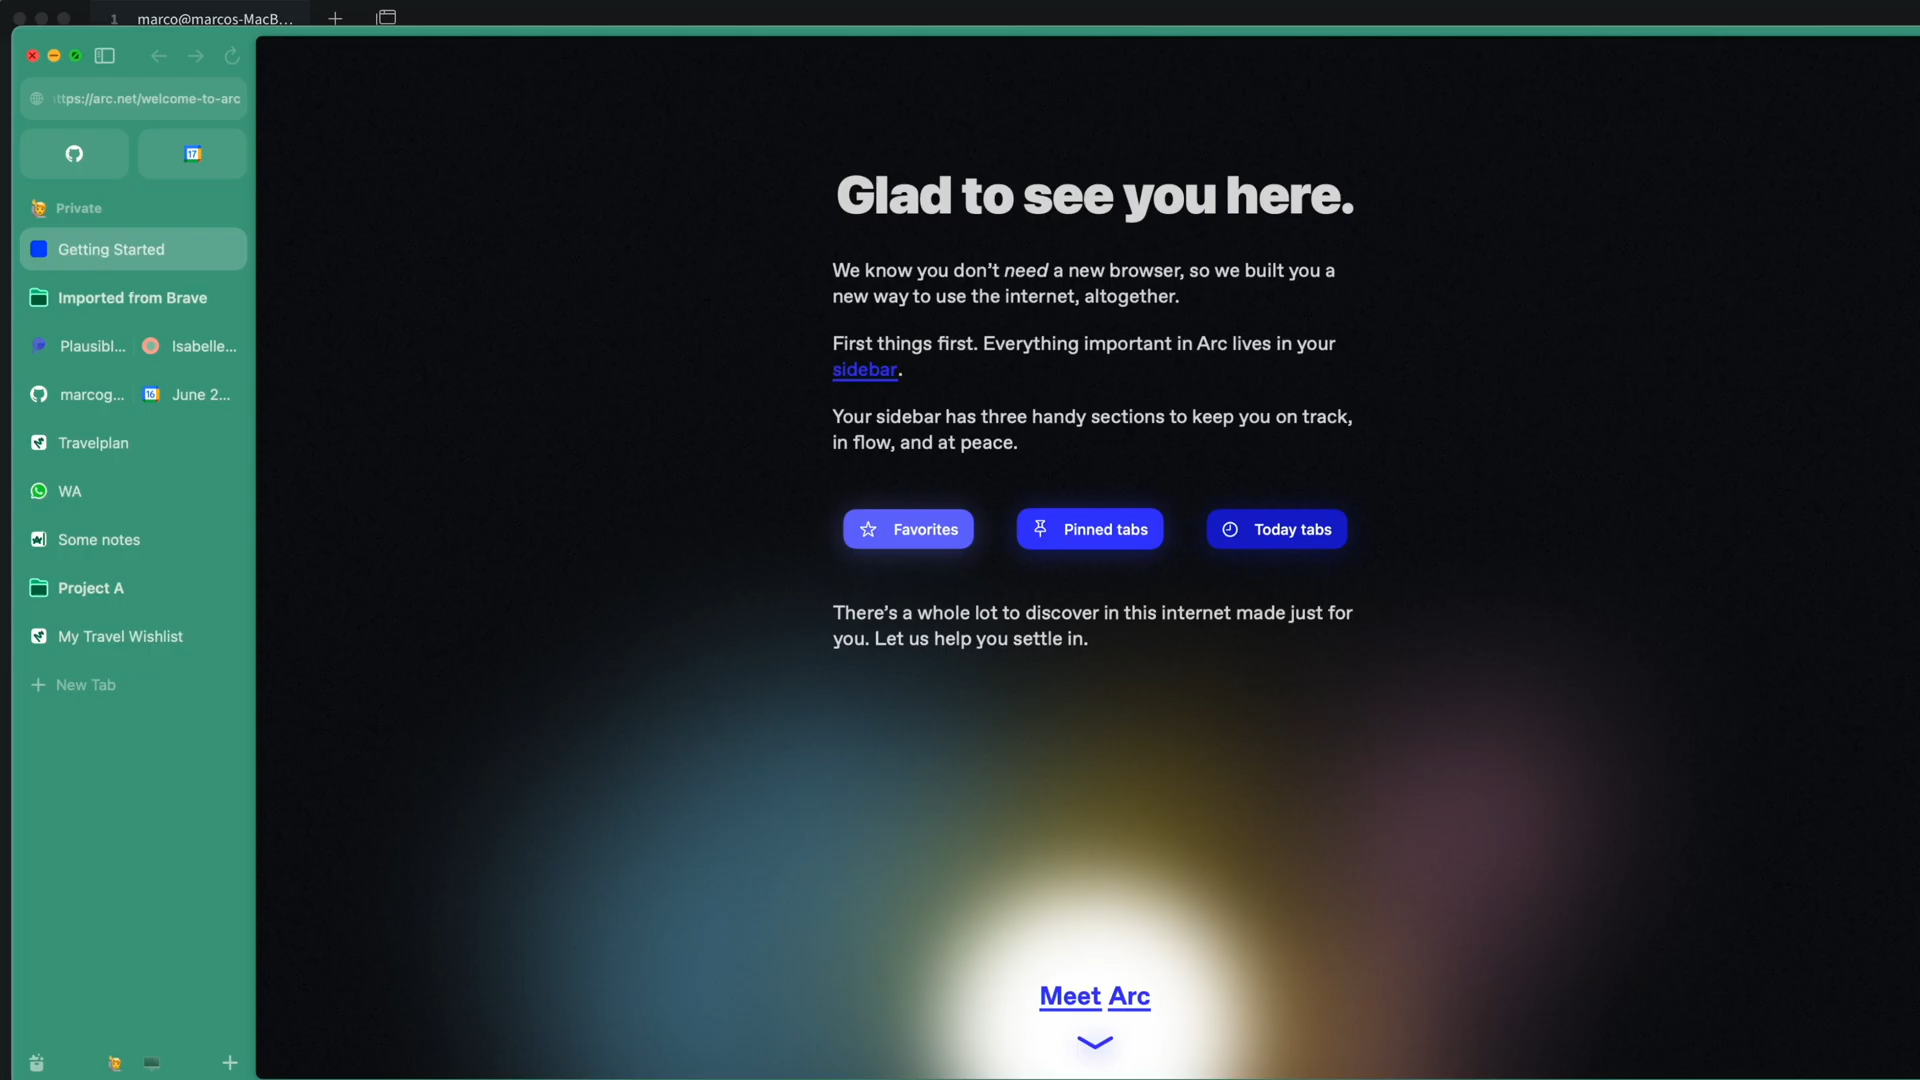 1 marco@marcos-MacB...
ttps://arc.net/welcome-to-arc
17
Private
Getting Started
Imported from Brave
Plausibl... Isabelle...
marcog... 16 June 2...
Travelplan
WA
Some notes
Project A
My Travel Wishlist
New Tab
Glad to see you here.
We know you don’t need a new browser, so we built you a
new way to use the internet, altogether.
First things first. Everything important in Arc lives in your
sidebar.
Your sidebar has three handy sections to keep you on track,
in flow, and at peace.
Favorites Pinned tabs Today tabs
There’s a whole lot to discover in this internet made just for
you. Let us help you settle in.
Meet Arc